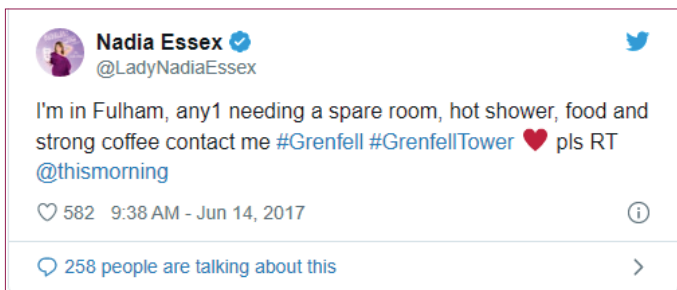 Nadia Essex
@LadyNadiaEssex
I'm in Fulham, any1 needing a spare room, hot shower, food and
strong coffee contact me #Grenfell #GrenfellTower ❤ pls RT
@thismorning
582 9:38 AM - Jun 14, 2017
258 people are talking about this